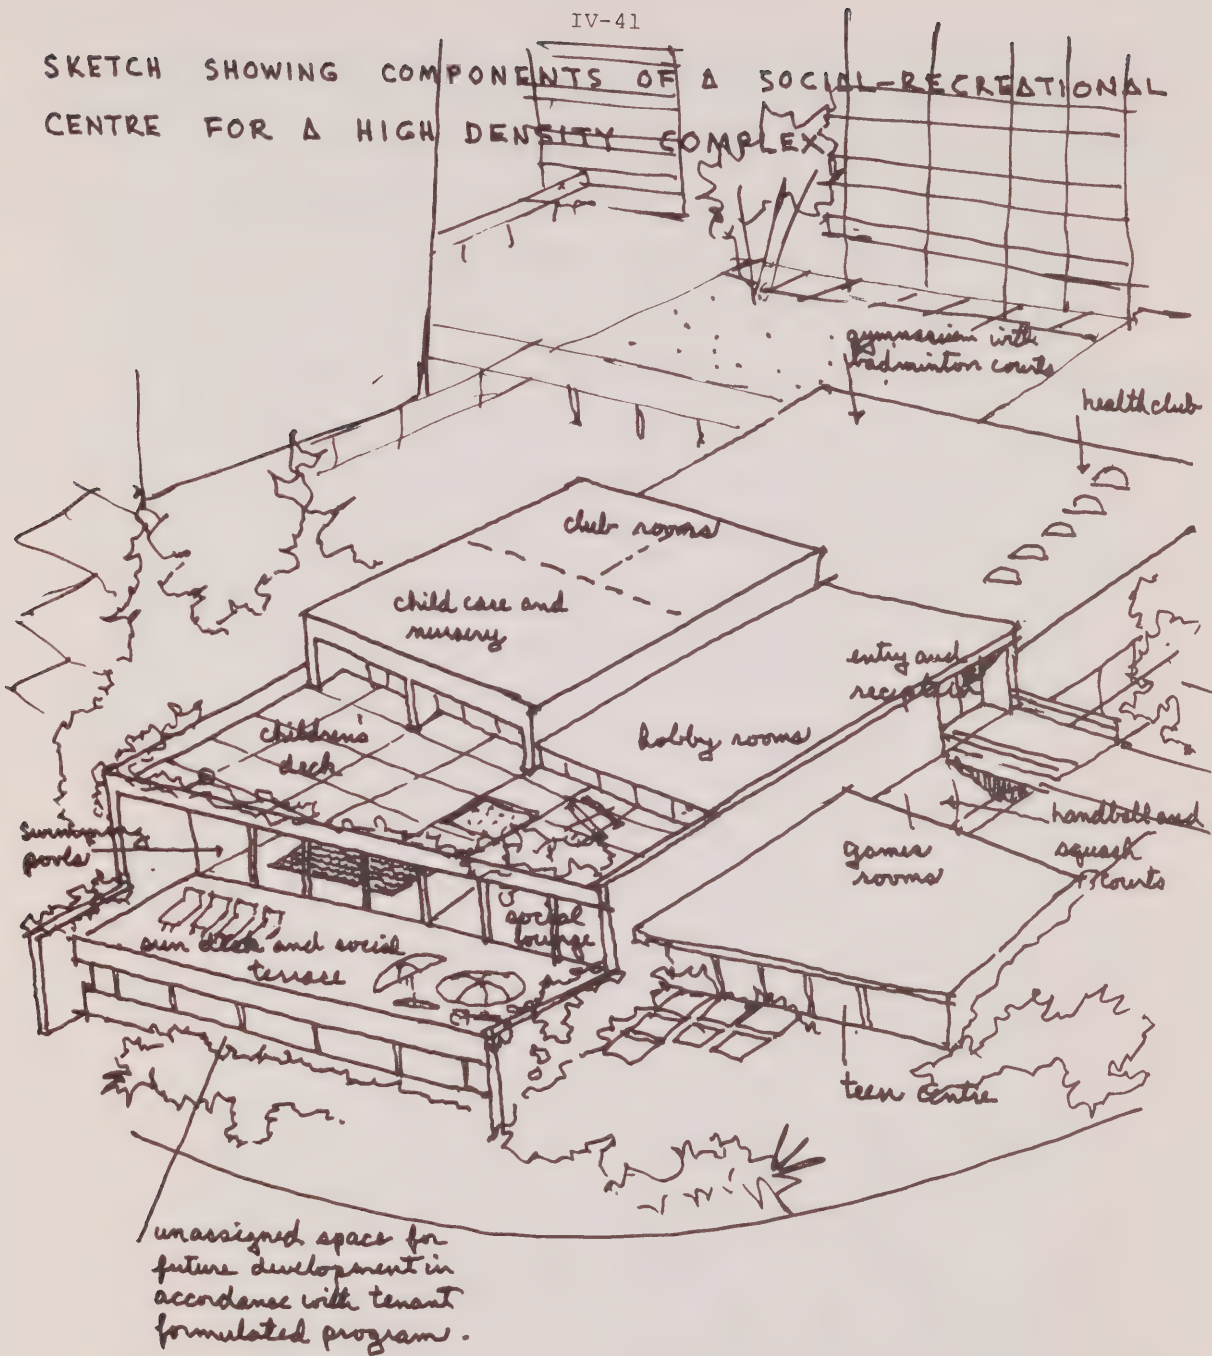 IV-41
SKETCH SHOWING COMPONENTS OF A SOCIAL-RECREATIONAL
CENTRE FOR A HIGH DENSITY COMPLEX
gymnasium with
badminton courts
health club
club rooms
child care and
nursery
entry and
reception
children's
deck
hobby rooms
swimming
pools
handball and
squash
courts
games
rooms
social
lounge
sun deck and social
terrace
teen centre
unassigned space for
future development in
accordance with tenant
formulated program.